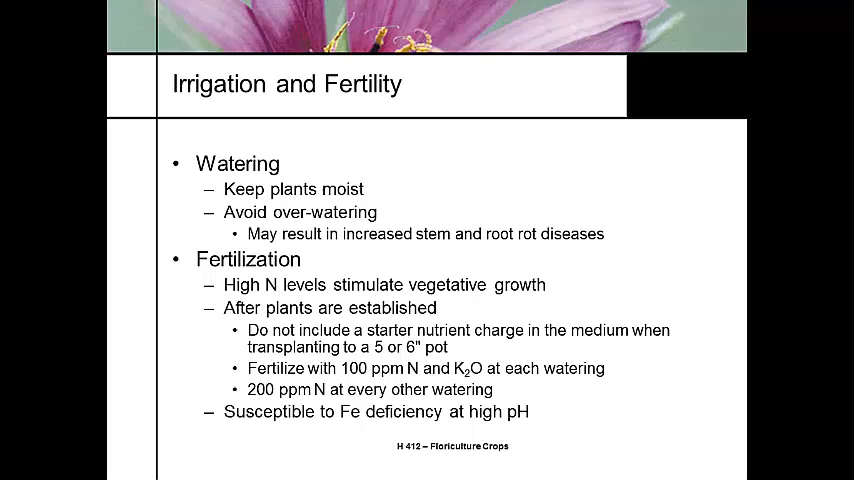 Irrigation and Fertility
• Watering
– Keep plants moist
– Avoid over-watering
• May result in increased stem and root rot diseases
• Fertilization
– High N levels stimulate vegetative growth
– After plants are established
• Do not include a starter nutrient charge in the medium when
transplanting to a 5 or 6" pot
• Fertilize with 100 ppm N and K₂O at each watering
• 200 ppm N at every other watering
– Susceptible to Fe deficiency at high pH
H 412 – Floriculture Crops